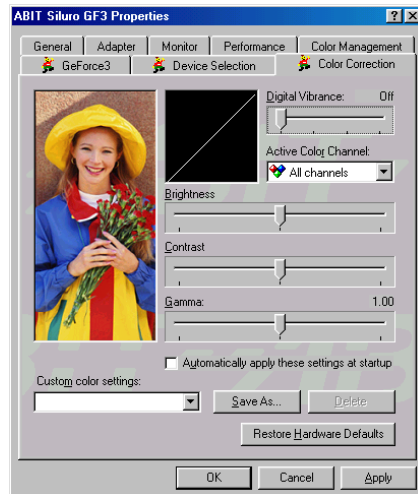 ABIT Siluro GF3 Properties
General Adapter Monitor Performance Color Management
GeForce3 Device Selection Color Correction
Digital Vibrance: Off
Active Color Channel:
All channels
Brightness
Contrast
Gamma: 1.00
Automatically apply these settings at startup
Custom color settings:
Save As... Delete
Restore Hardware Defaults
OK Cancel Apply